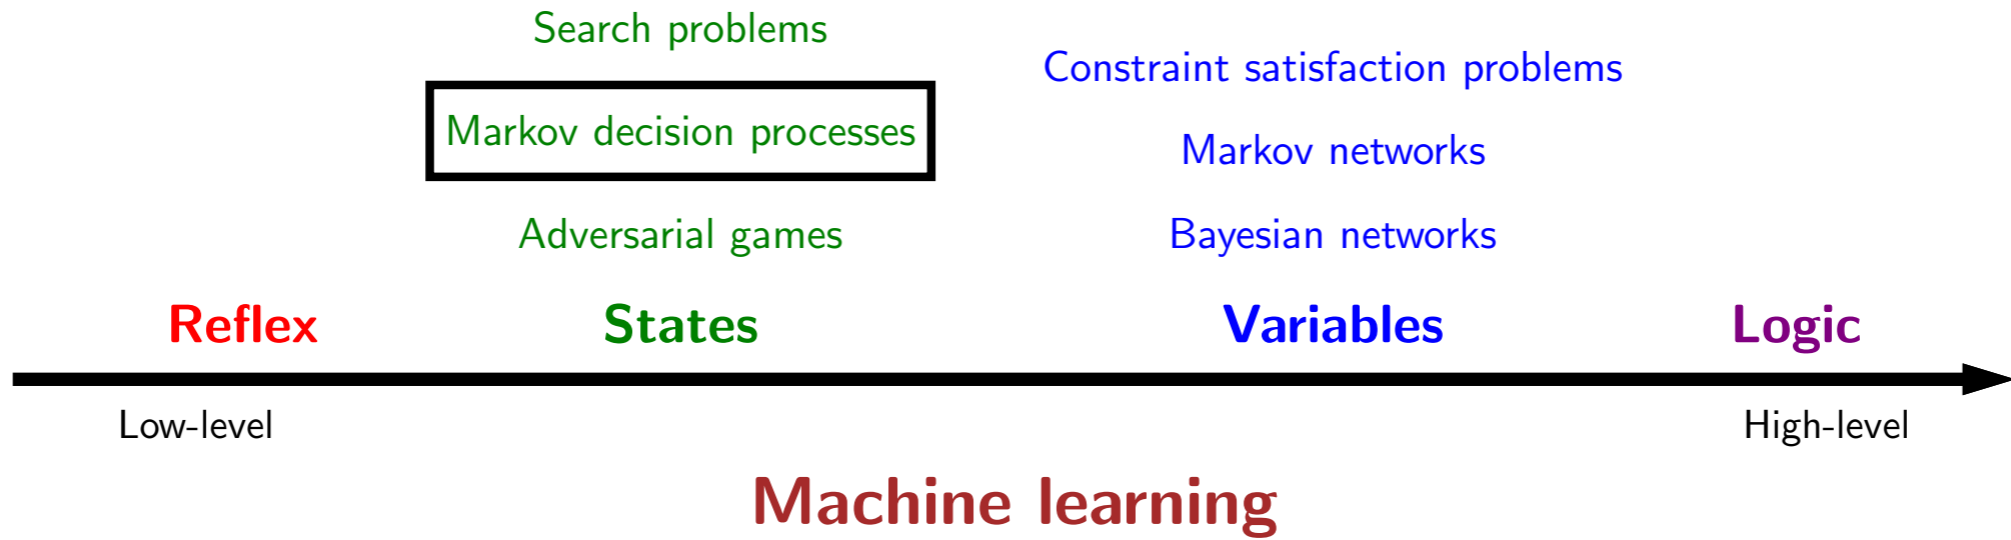 Search problems
Markov decision processes
Adversarial games
Constraint satisfaction problems
Markov networks
Bayesian networks
Reflex
States
Variables
Logic
Low-level
High-level
Machine learning